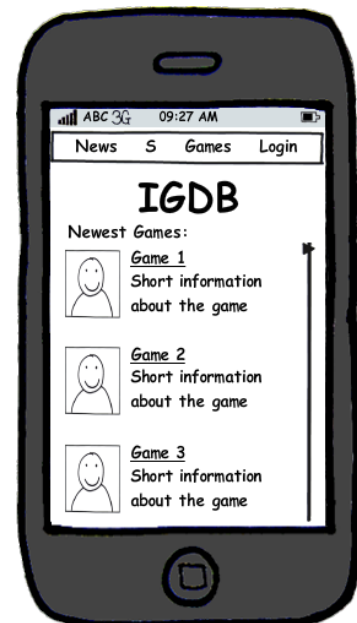 ABC 3G 09:27 AM
News S Games Login
IGDB
Newest Games:
Game 1
Short information
about the game
Game 2
Short information
about the game
Game 3
Short information
about the game